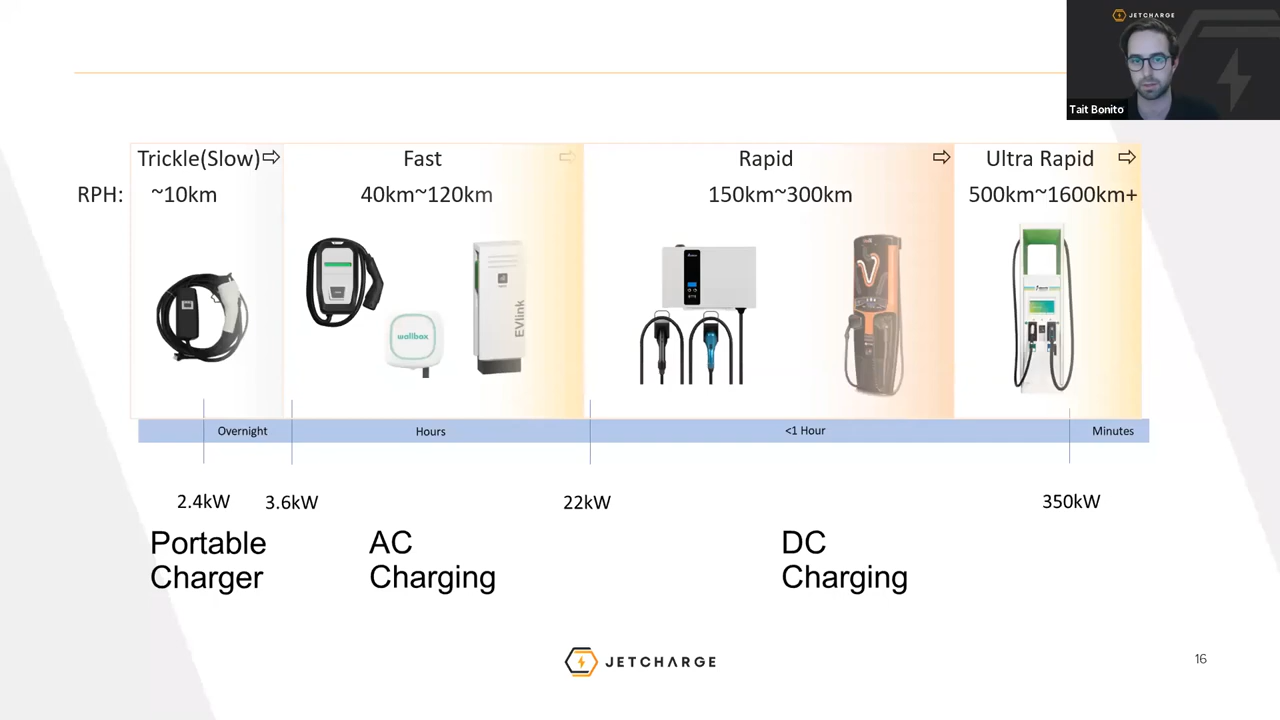 JETCHARGE
Tait Bonito
Trickle(Slow) Fast Rapid Ultra Rapid
RPH: ~10km 40km~120km 150km~300km 500km~1600km+
wallbox
EVlink
Overnight Hours <1 Hour Minutes
2.4kW 3.6kW 22kW 350kW
Portable
Charger
AC
Charging
DC
Charging
JETCHARGE
16